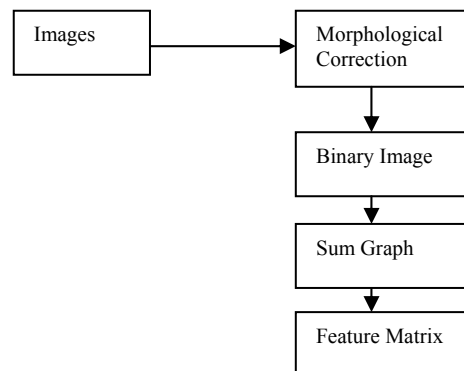 Images
Morphological
Correction
Binary Image
Sum Graph
Feature Matrix